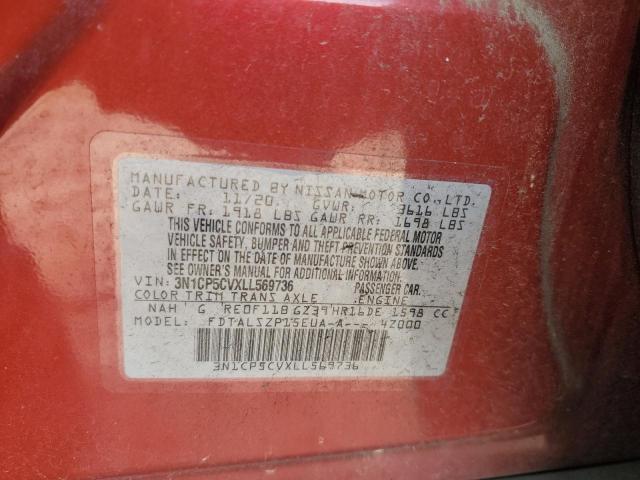 MANUFACTURED BY NISSAN MOTOR CO., LTD.
DATE: 11/20 GVWR: 3616 LBS
GAWR FR: 1918 LBS GAWR RR: 1698 LBS
THIS VEHICLE CONFORMS TO ALL APPLICABLE FEDERAL MOTOR
VEHICLE SAFETY, BUMPER AND THEFT PREVENTION STANDARDS
IN EFFECT ON THE DATE OF MANUFACTURE SHOWN ABOVE.
SEE OWNER'S MANUAL FOR ADDITIONAL INFORMATION.
VIN: 3N1CP5CVXLL569736 PASSENGER CAR
COLOR TRIM TRANS AXLE ENGINE
NAH G RE0F11B GZ39 HR16DE 1598 CC
MODEL: FDTALSZP15EUA-A--- 4Z000
3N1CP5CVXLL569736